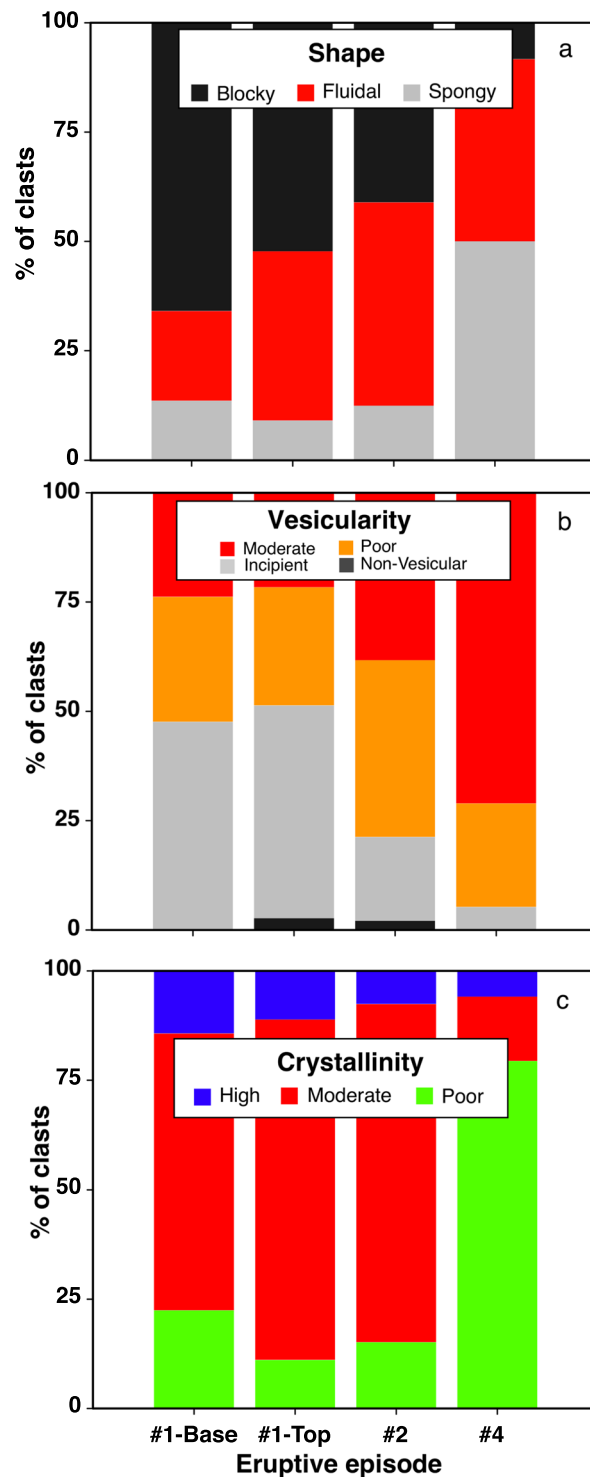 100
Shape
a
Blocky Fluidal Spongy
75
50
25
0
% of clasts
100
Vesicularity
b
Moderate Poor
Incipient Non-Vesicular
75
50
25
0
% of clasts
100
c
Crystallinity
High Moderate Poor
75
50
25
0
% of clasts
#1-Base #1-Top #2 #4
Eruptive episode